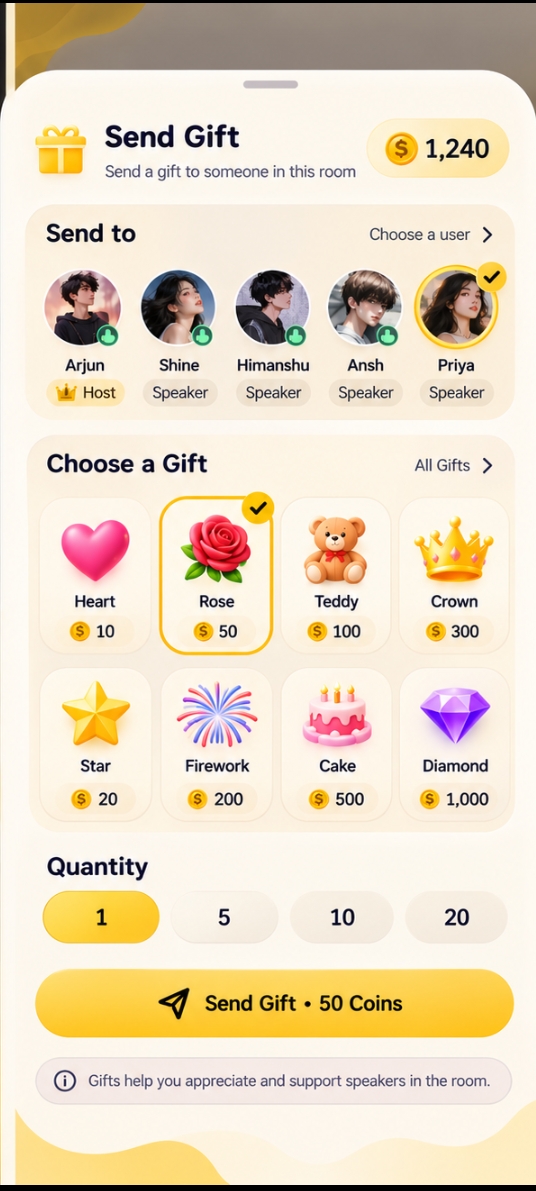 Send Gift
Send a gift to someone in this room
1,240
Send to
Choose a user
Arjun
Shine
Himanshu
Ansh
Priya
Host
Speaker
Speaker
Speaker
Speaker
Choose a Gift
All Gifts
Heart
Rose
Teddy
Crown
$ 10
$ 50
$ 100
$ 300
Star
Firework
Cake
Diamond
$ 20
$ 200
$ 500
$ 1,000
Quantity
1
5
10
20
Send Gift • 50 Coins
Gifts help you appreciate and support speakers in the room.